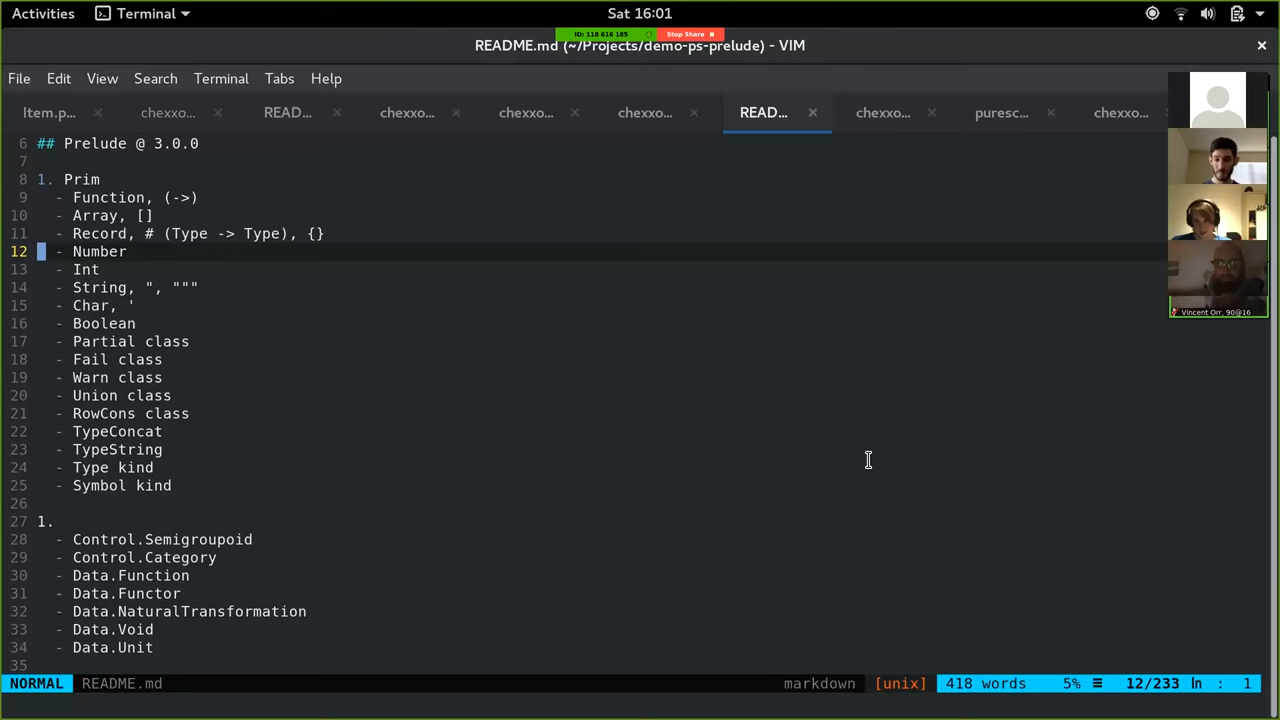 Activities Terminal Sat 16:01
ID: 118 616 185 Stop Share
README.md (~/Projects/demo-ps-prelude) - VIM
File Edit View Search Terminal Tabs Help
Item.p... chexxo... READ... chexxo... chexxo... chexxo... READ... chexxo... puresc... chexxo...
6 ## Prelude @ 3.0.0
7
8 1. Prim
9 - Function, (->)
10 - Array, []
11 - Record, # (Type -> Type), {}
12 - Number
13 - Int
14 - String, ", """
15 - Char, '
16 - Boolean
17 - Partial class
18 - Fail class
19 - Warn class
20 - Union class
21 - RowCons class
22 - TypeConcat
23 - TypeString
24 - Type kind
25 - Symbol kind
26
27 1.
28 - Control.Semigroupoid
29 - Control.Category
30 - Data.Function
31 - Data.Functor
32 - Data.NaturalTransformation
33 - Data.Void
34 - Data.Unit
35
Vincent Orr, 90@16
NORMAL README.md markdown [unix] 418 words 5% ≡ 12/233 ln : 1